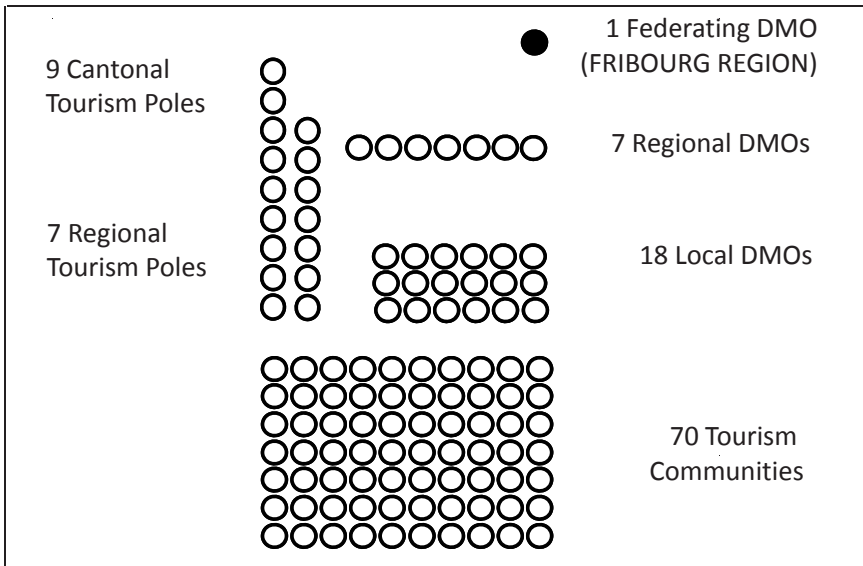 1 Federating DMO
(FRIBOURG REGION)
9 Cantonal
Tourism Poles
7 Regional DMOs
7 Regional
Tourism Poles
18 Local DMOs
70 Tourism
Communities